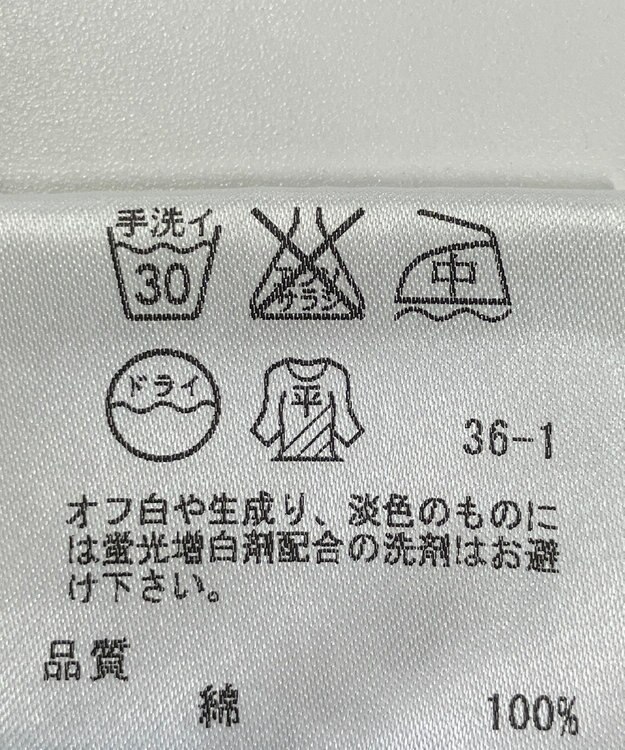 手洗イ
30
エンソ
サラシ
中
ドライ
平
36-1
オフ白や生成り、淡色のものに
は蛍光増白剤配合の洗剤はお避
け下さい。
品質
綿 100%